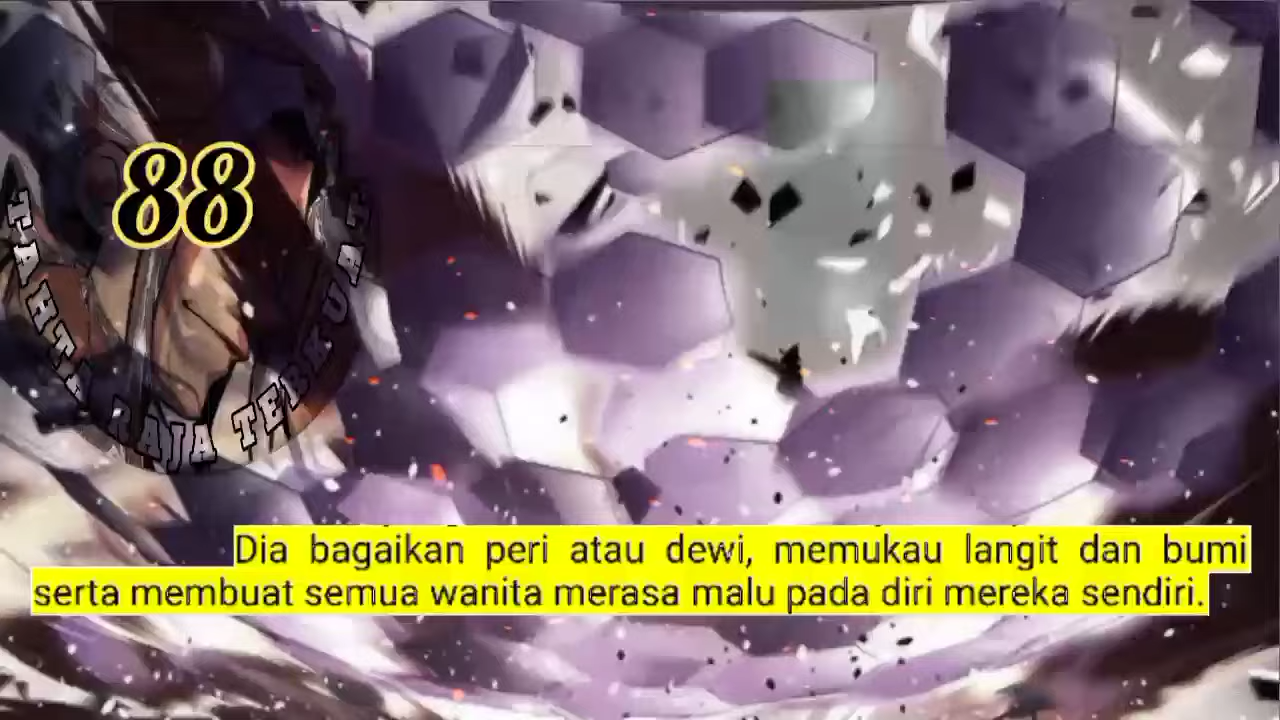 88
TAHTA RAJA TERKUAT
Dia bagaikan peri atau dewi, memukau langit dan bumi
serta membuat semua wanita merasa malu pada diri mereka sendiri.